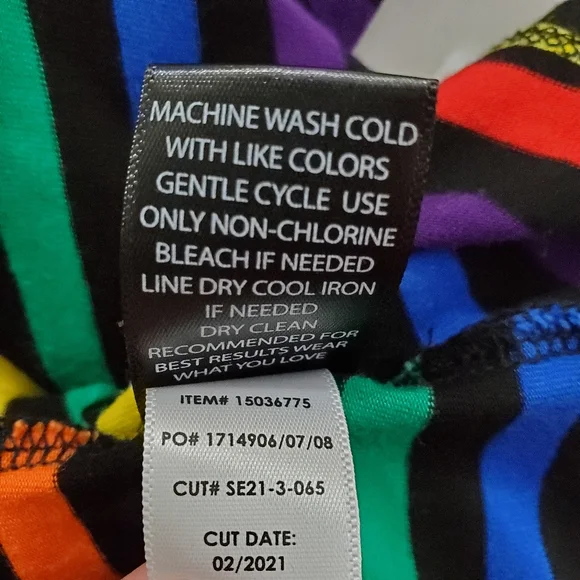 MACHINE WASH COLD
WITH LIKE COLORS
GENTLE CYCLE USE
ONLY NON-CHLORINE
BLEACH IF NEEDED
LINE DRY COOL IRON
IF NEEDED
DRY CLEAN
RECOMMENDED FOR
BEST RESULTS WEAR
WHAT YOU LOVE
ITEM# 15036775
PO# 1714906/07/08
CUT# SE21-3-065
CUT DATE:
02/2021